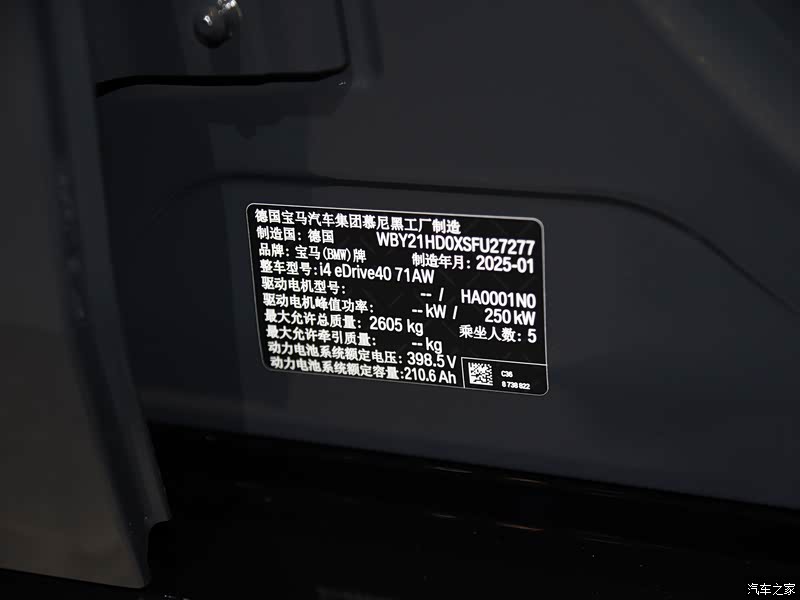 德国宝马汽车集团慕尼黑工厂制造
制造国: 德国 WBY21HD0XSFU27277
品牌: 宝马(BMW)牌 制造年月: 2025-01
整车型号: i4 eDrive40 71AW
驱动电机型号: -- / HA0001N0
驱动电机峰值功率: -- kW / 250 kW
最大允许总质量: 2605 kg 乘坐人数: 5
最大允许牵引质量: -- kg
动力电池系统额定电压: 398.5 V
动力电池系统额定容量: 210.6 Ah
C36
8 738 822
汽车之家